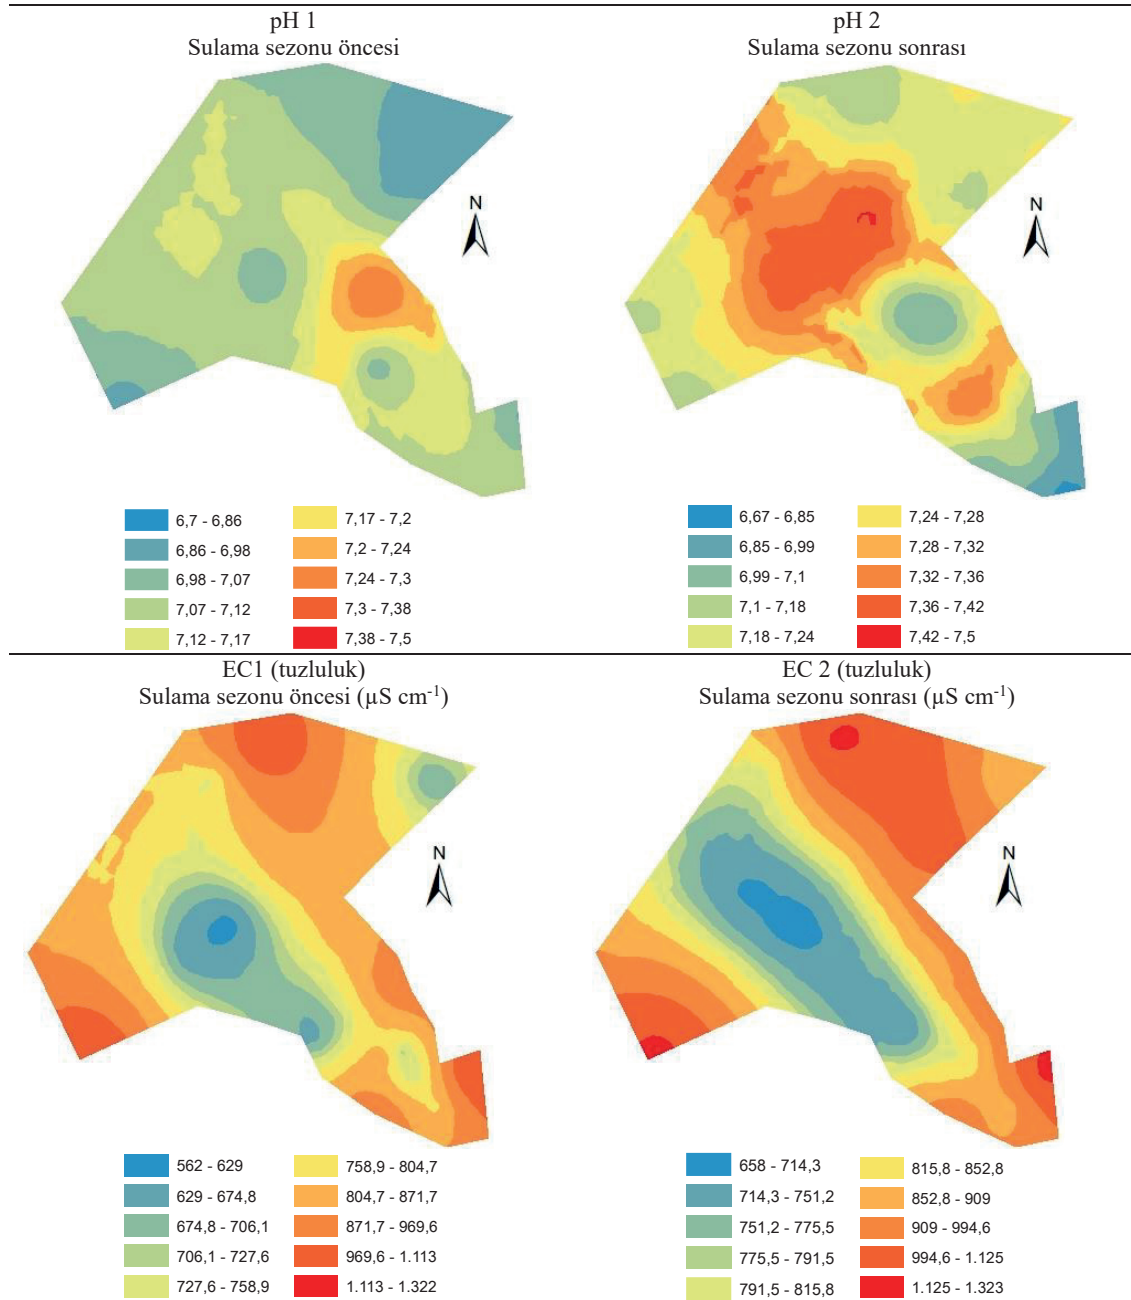 pH 1
Sulama sezonu öncesi
N
6,7 - 6,86
6,86 - 6,98
6,98 - 7,07
7,07 - 7,12
7,12 - 7,17
7,17 - 7,2
7,2 - 7,24
7,24 - 7,3
7,3 - 7,38
7,38 - 7,5
pH 2
Sulama sezonu sonrası
N
6,67 - 6,85
6,85 - 6,99
6,99 - 7,1
7,1 - 7,18
7,18 - 7,24
7,24 - 7,28
7,28 - 7,32
7,32 - 7,36
7,36 - 7,42
7,42 - 7,5
EC1 (tuzluluk)
Sulama sezonu öncesi (µS cm-1)
N
562 - 629
629 - 674,8
674,8 - 706,1
706,1 - 727,6
727,6 - 758,9
758,9 - 804,7
804,7 - 871,7
871,7 - 969,6
969,6 - 1.113
1.113 - 1.322
EC 2 (tuzluluk)
Sulama sezonu sonrası (µS cm-1)
N
658 - 714,3
714,3 - 751,2
751,2 - 775,5
775,5 - 791,5
791,5 - 815,8
815,8 - 852,8
852,8 - 909
909 - 994,6
994,6 - 1.125
1.125 - 1.323